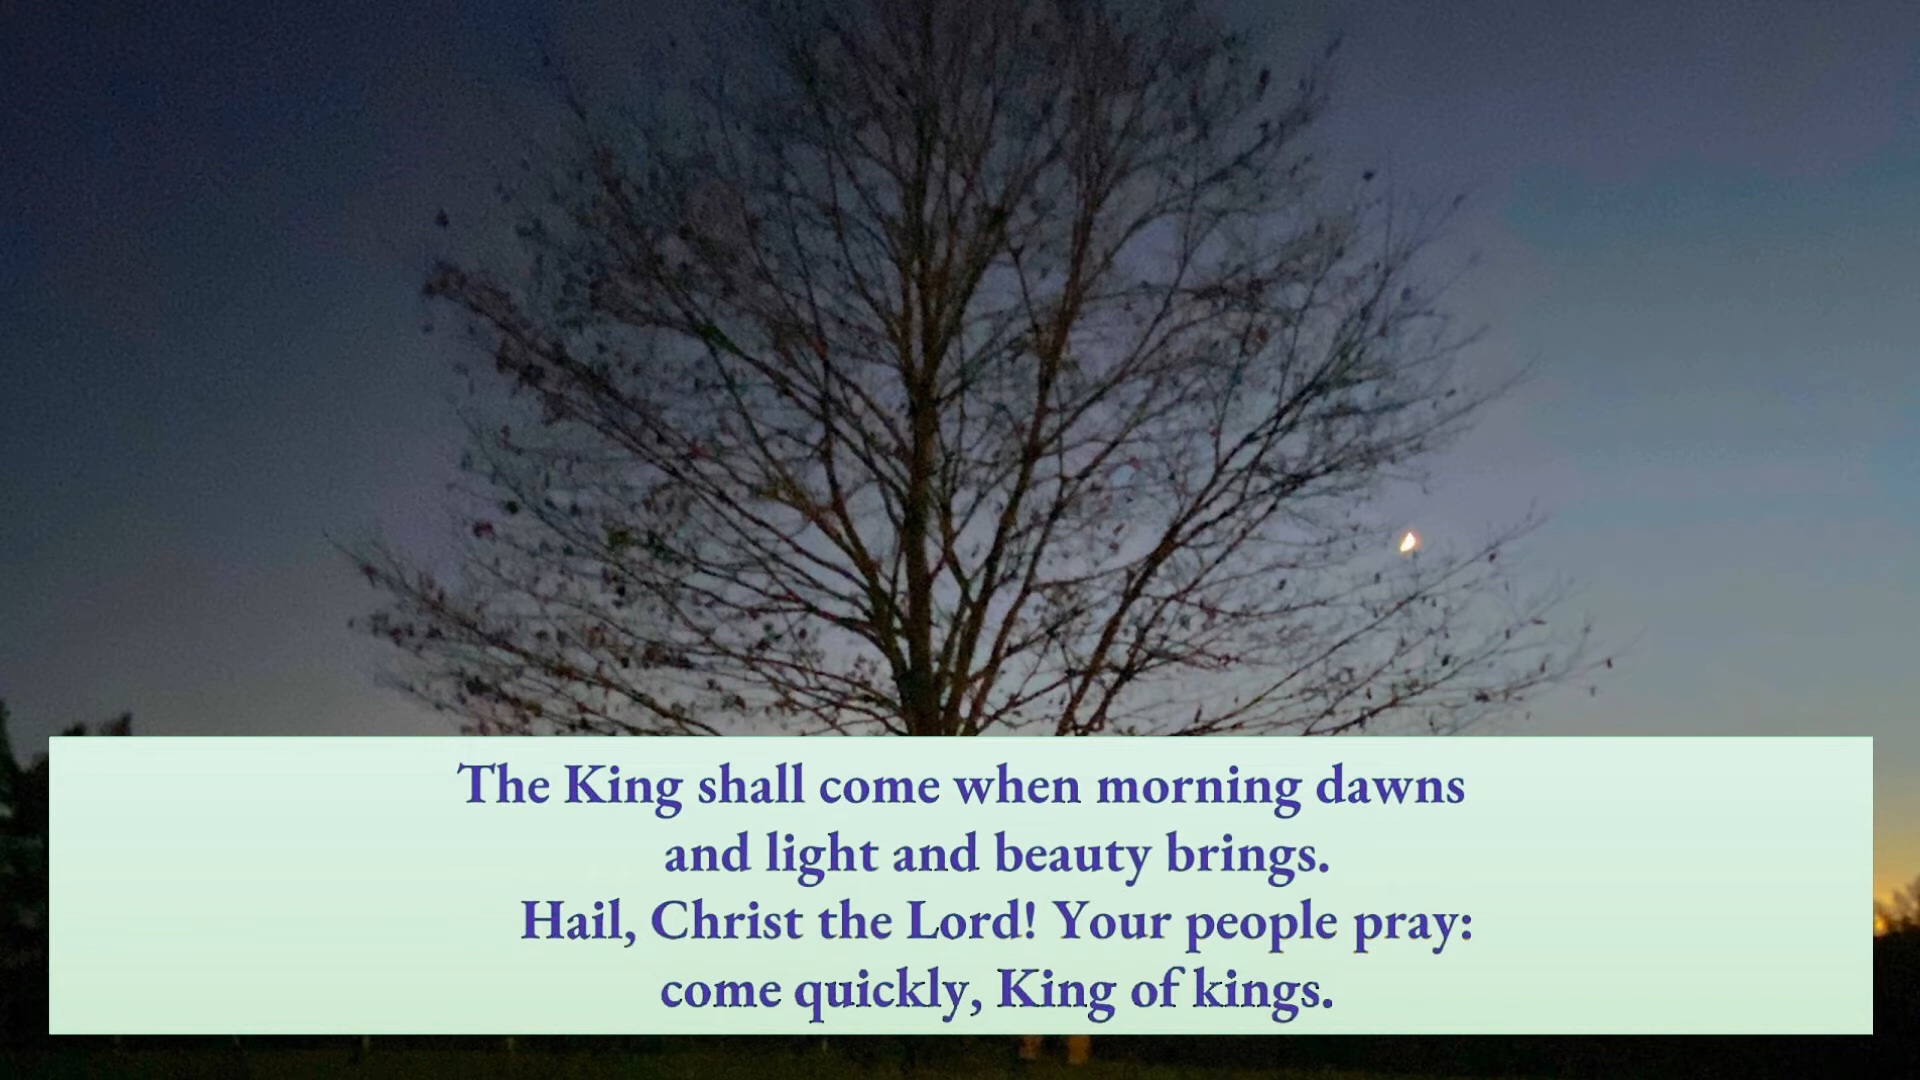 The King shall come when morning dawns
and light and beauty brings.
Hail, Christ the Lord! Your people pray:
come quickly, King of kings.